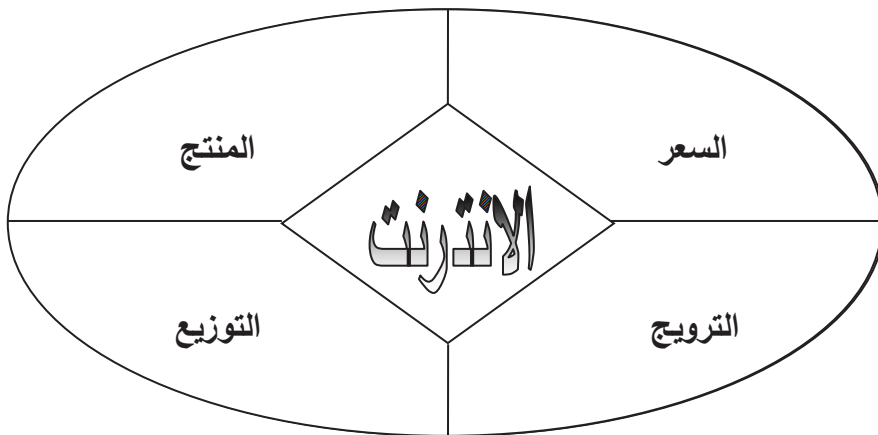 السعر
المنتج
الانترنت
الترويج
التوزيع